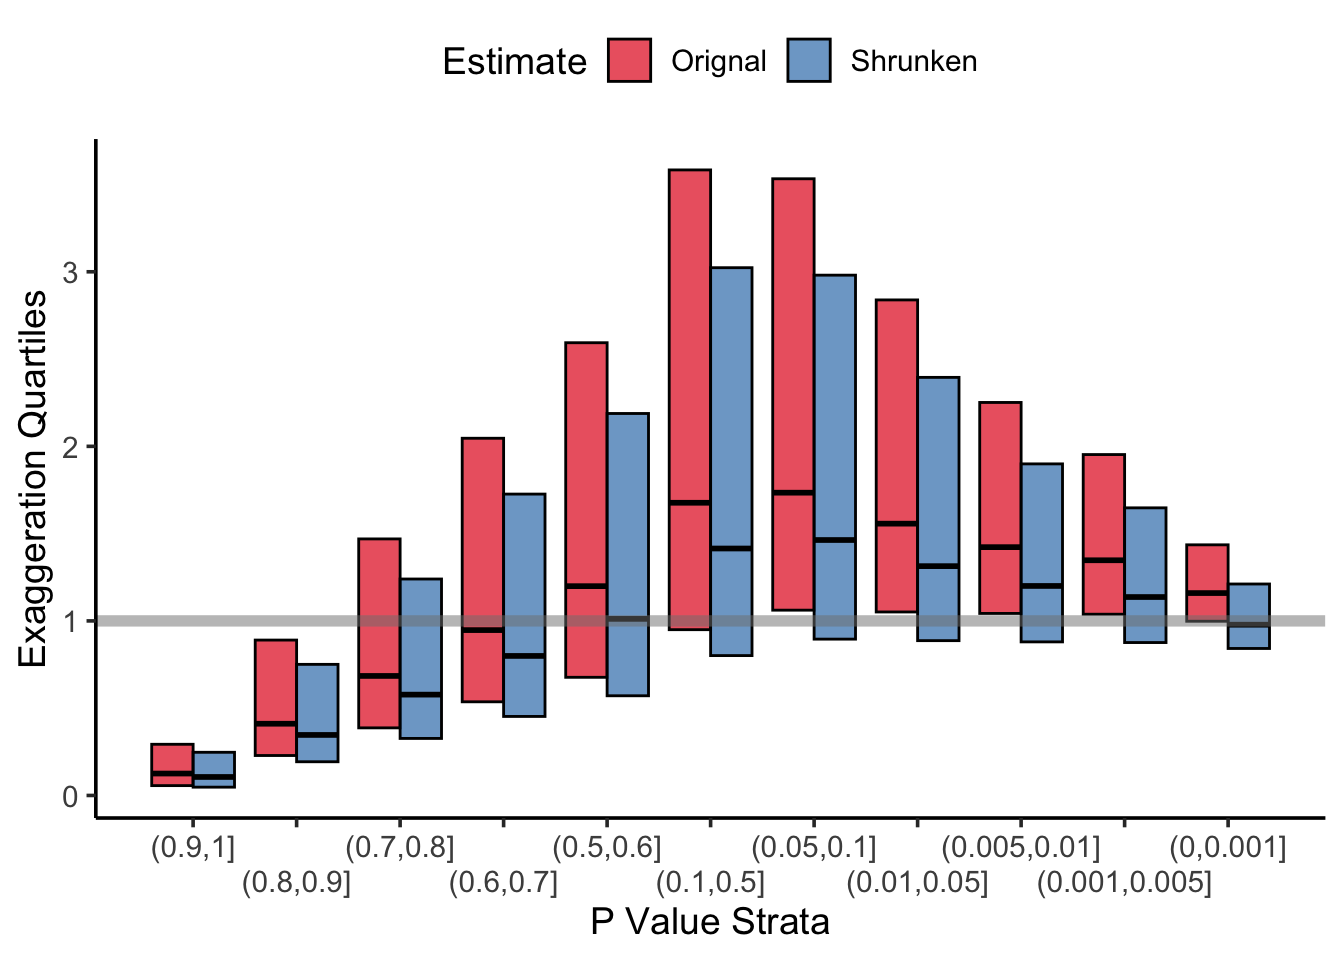 Estimate Orignal Shrunken
Exaggeration Quartiles
3
2
1
0
(0.9,1] (0.7,0.8] (0.5,0.6] (0.05,0.1] (0.005,0.01] (0,0.001]
(0.8,0.9] (0.6,0.7] (0.1,0.5] (0.01,0.05] (0.001,0.005]
P Value Strata